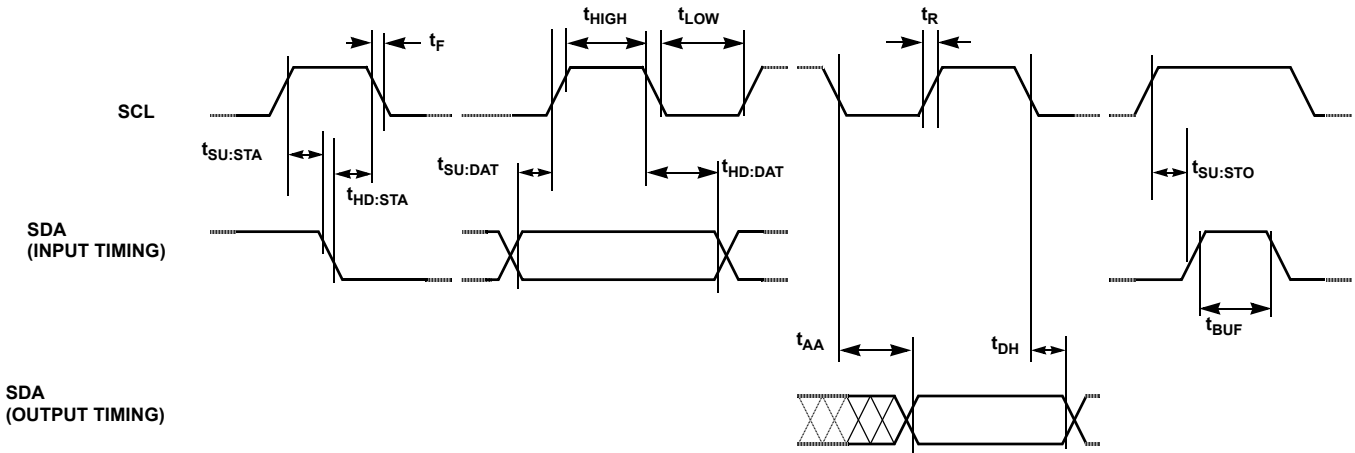 tHIGH
tLOW
tR
tF
SCL
tSU:STA
tSU:DAT
tHD:DAT
tSU:STO
tHD:STA
SDA
(INPUT TIMING)
tBUF
tAA
tDH
SDA
(OUTPUT TIMING)